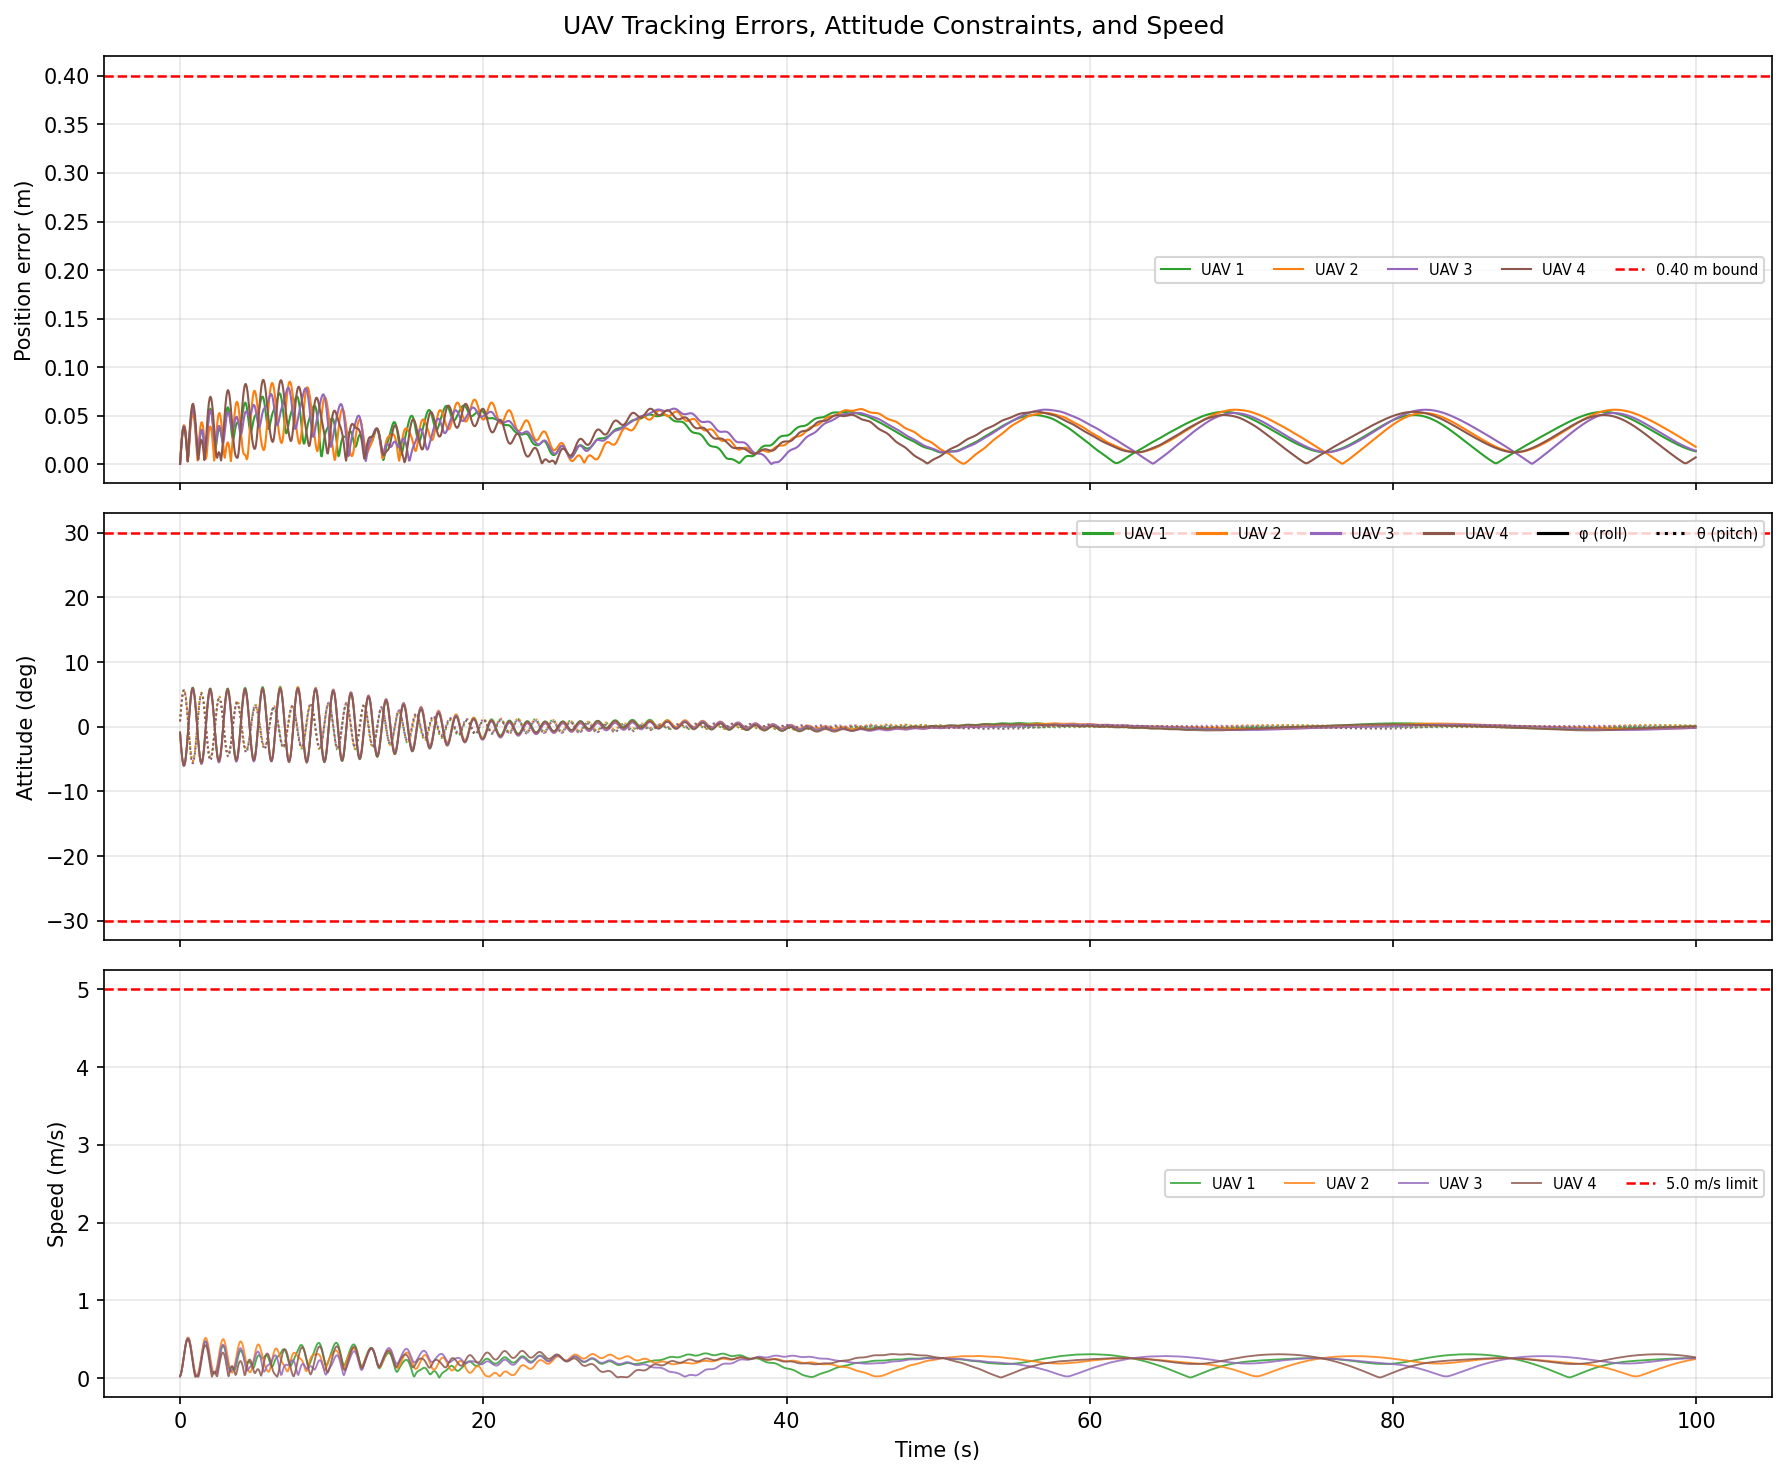 UAV Tracking Errors, Attitude Constraints, and Speed
Position error (m)
0.40
0.35
0.30
0.25
0.20
0.15
0.10
0.05
0.00
UAV 1 UAV 2 UAV 3 UAV 4 0.40 m bound
Attitude (deg)
30
20
10
0
−10
−20
−30
UAV 1 UAV 2 UAV 3 UAV 4 φ (roll) θ (pitch)
Speed (m/s)
5
4
3
2
1
0
UAV 1 UAV 2 UAV 3 UAV 4 5.0 m/s limit
0 20 40 60 80 100
Time (s)